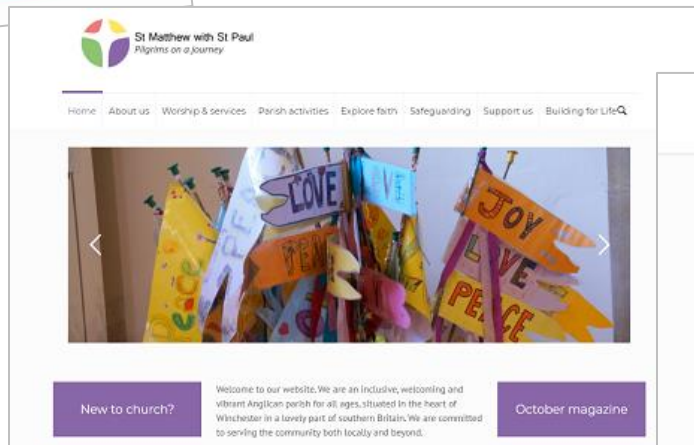 St Matthew with St Paul
Pilgrims on a journey
Home About us Worship & services Parish activities Explore faith Safeguarding Support us Building for Life
LOVE
JOY
LOVE
PEACE
PEACE
Peace
New to church?
Welcome to our website. We are an inclusive, welcoming and
vibrant Anglican parish for all ages, situated in the heart of
Winchester in a lovely part of southern Britain. We are committed
to serving the community both locally and beyond.
October magazine